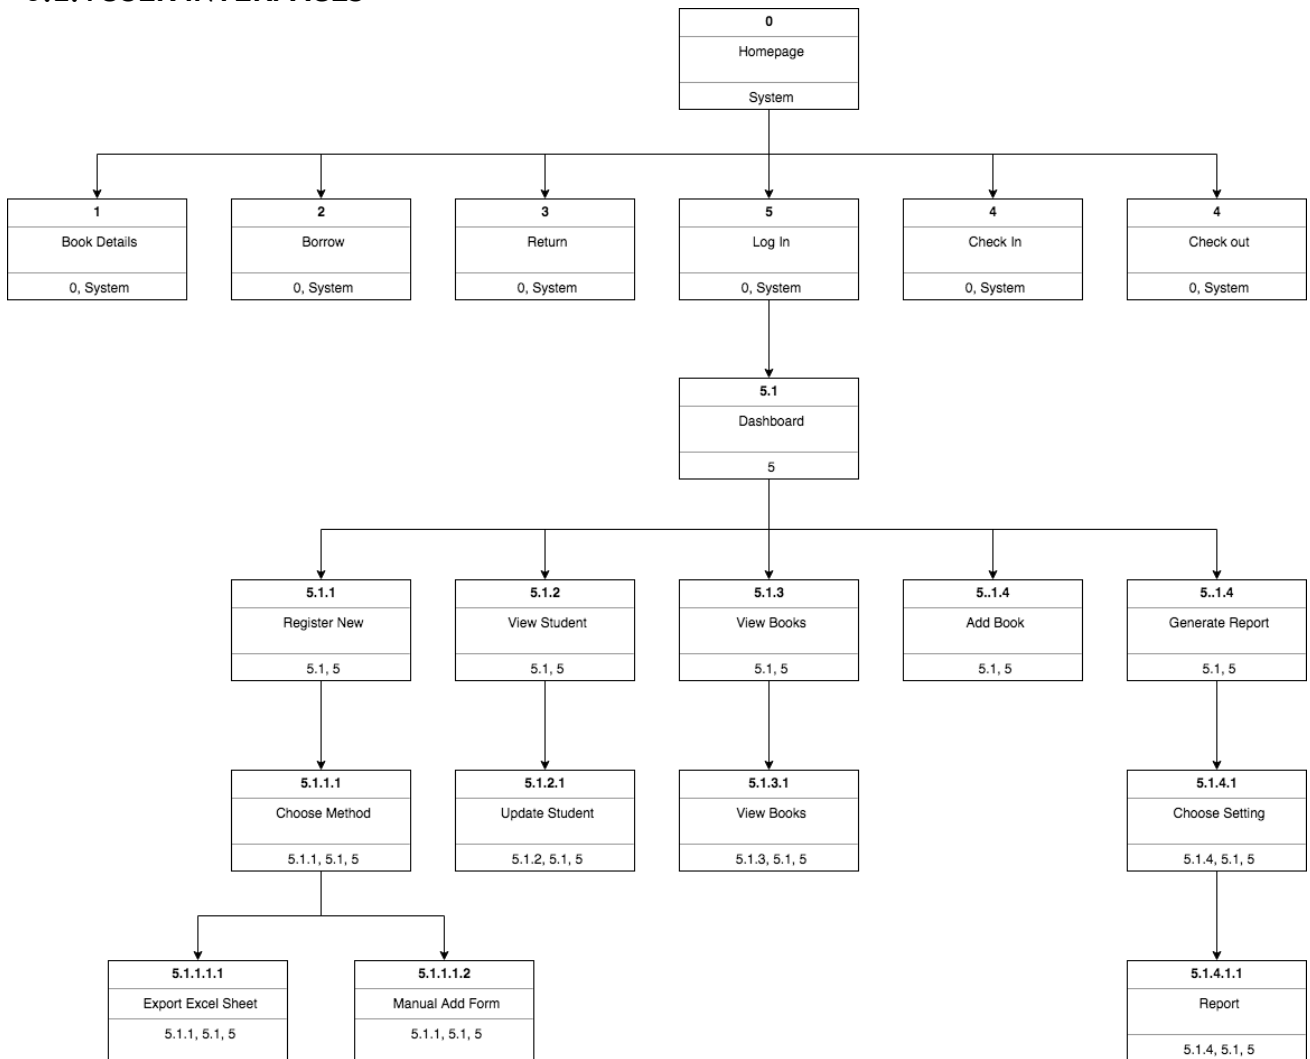 0
Homepage
System
1
Book Details
0, System
2
Borrow
0, System
3
Return
0, System
5
Log In
0, System
4
Check In
0, System
4
Check out
0, System
5.1
Dashboard
5
5.1.1
Register New
5.1, 5
5.1.2
View Student
5.1, 5
5.1.3
View Books
5.1, 5
5..1.4
Add Book
5.1, 5
5..1.4
Generate Report
5.1, 5
5.1.1.1
Choose Method
5.1.1, 5.1, 5
5.1.2.1
Update Student
5.1.2, 5.1, 5
5.1.3.1
View Books
5.1.3, 5.1, 5
5.1.4.1
Choose Setting
5.1.4, 5.1, 5
5.1.1.1.1
Export Excel Sheet
5.1.1, 5.1, 5
5.1.1.1.2
Manual Add Form
5.1.1, 5.1, 5
5.1.4.1.1
Report
5.1.4, 5.1, 5